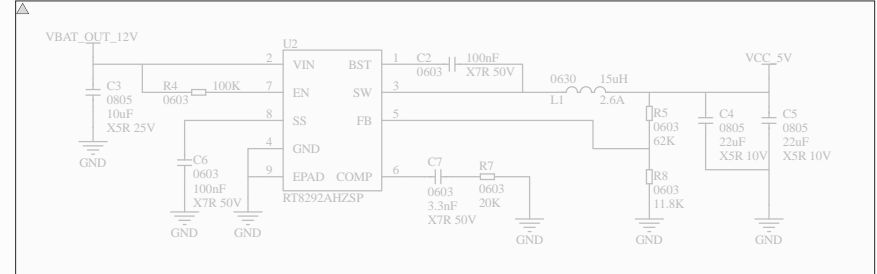 VBAT_OUT_12V
U2
2 VIN BST 1
7 EN SW 3
8 SS FB 5
4 GND
9 EPAD COMP 6
RT8292AHZSP
C3
0805
10uF
X5R 25V
GND
R4 100K
0603
C6
0603
100nF
X7R 50V
GND
GND
C2 100nF
0603 X7R 50V
0630 15uH
L1 2.6A
VCC_5V
R5
0603
62K
C4
0805
22uF
X5R 10V
C5
0805
22uF
X5R 10V
C7
0603
3.3nF
X7R 50V
R7
0603
20K
GND
R8
0603
11.8K
GND
GND